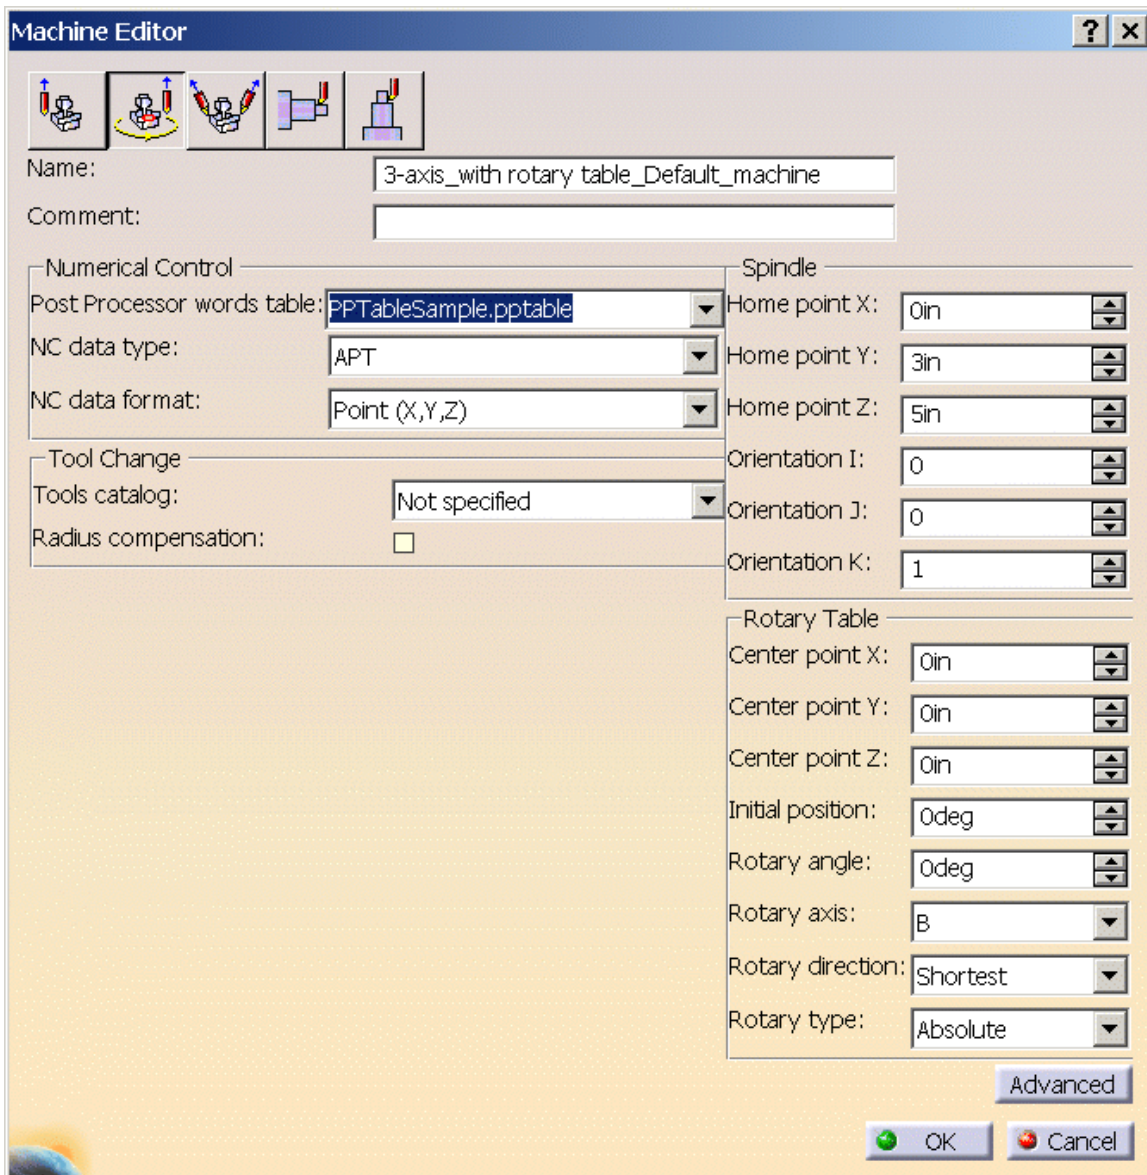 Machine Editor
Name: 3-axis_with rotary table_Default_machine
Comment:
Numerical Control
Post Processor words table: PPTableSample.pptable
NC data type: APT
NC data format: Point (X,Y,Z)
Tool Change
Tools catalog: Not specified
Radius compensation:
Spindle
Home point X: 0in
Home point Y: 3in
Home point Z: 5in
Orientation I: 0
Orientation J: 0
Orientation K: 1
Rotary Table
Center point X: 0in
Center point Y: 0in
Center point Z: 0in
Initial position: 0deg
Rotary angle: 0deg
Rotary axis: B
Rotary direction: Shortest
Rotary type: Absolute
Advanced
OK Cancel